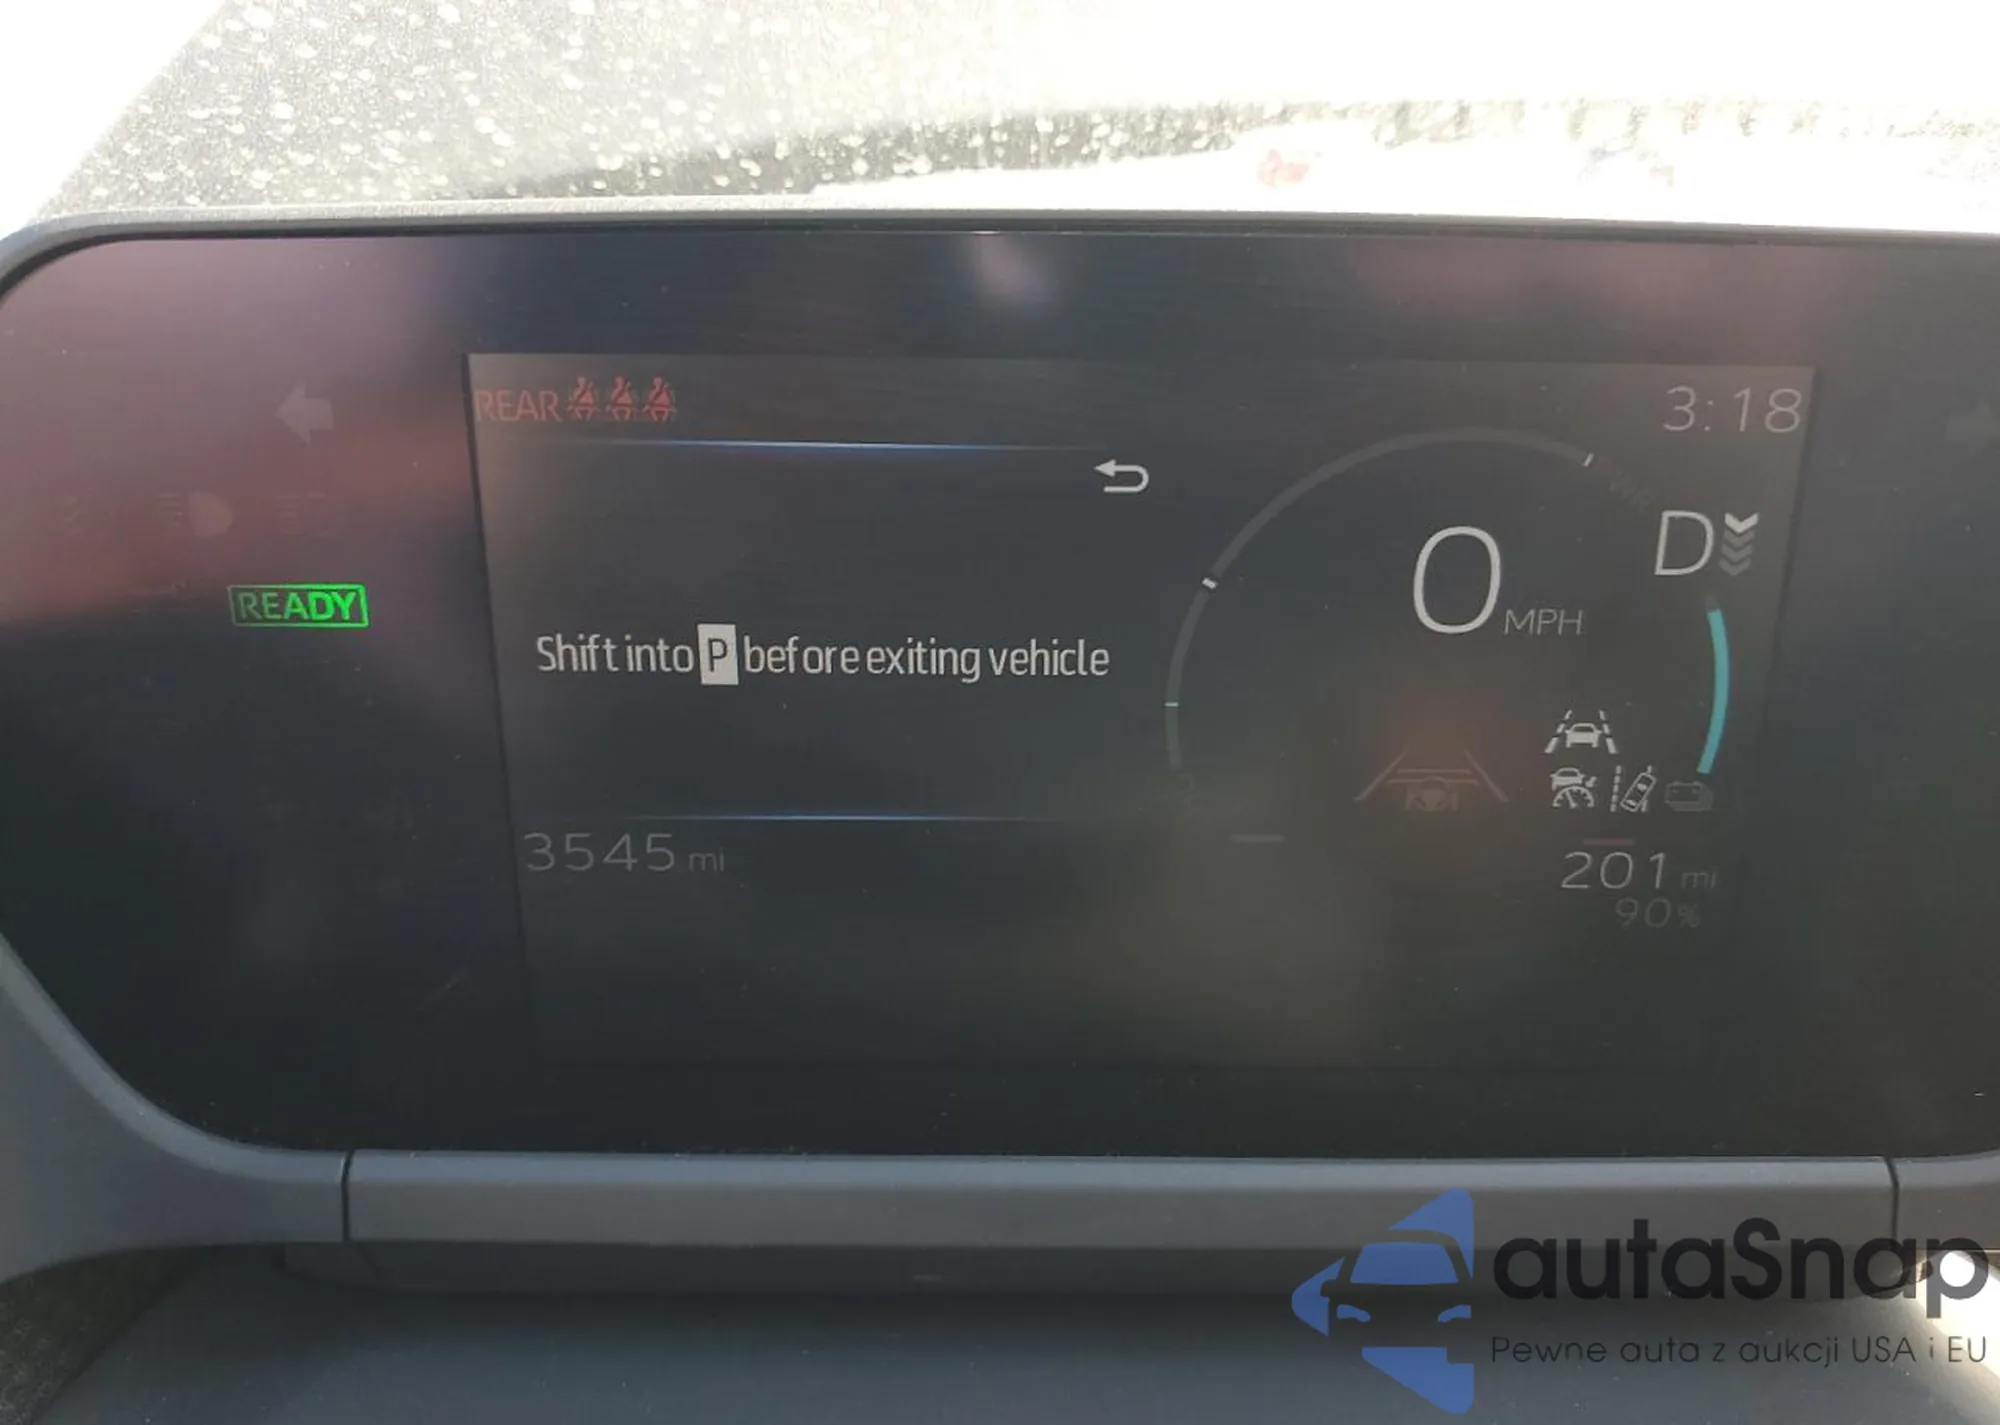 REAR
3:18
D
0 MPH
READY
Shift into P before exiting vehicle
3545 mi
201 mi
90%
autaSnap
Pewne auta z aukcji USA i EU